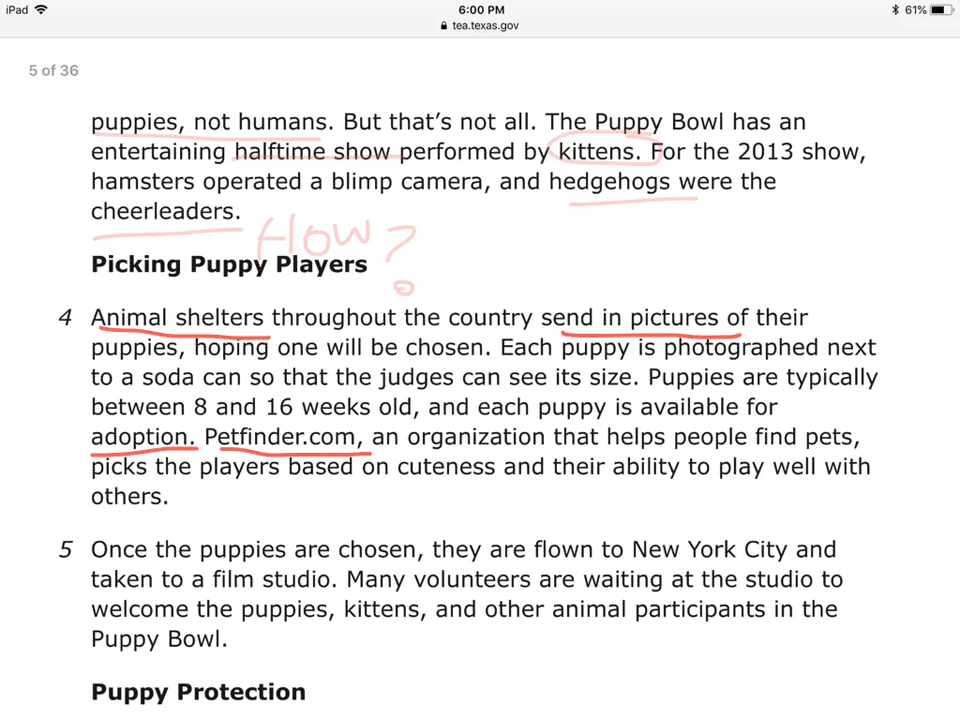 iPad 6:00 PM 61%
tea.texas.gov
5 of 36
puppies, not humans. But that’s not all. The Puppy Bowl has an
entertaining halftime show performed by kittens. For the 2013 show,
hamsters operated a blimp camera, and hedgehogs were the
cheerleaders.
How?
Picking Puppy Players
4 Animal shelters throughout the country send in pictures of their
puppies, hoping one will be chosen. Each puppy is photographed next
to a soda can so that the judges can see its size. Puppies are typically
between 8 and 16 weeks old, and each puppy is available for
adoption. Petfinder.com, an organization that helps people find pets,
picks the players based on cuteness and their ability to play well with
others.
5 Once the puppies are chosen, they are flown to New York City and
taken to a film studio. Many volunteers are waiting at the studio to
welcome the puppies, kittens, and other animal participants in the
Puppy Bowl.
Puppy Protection